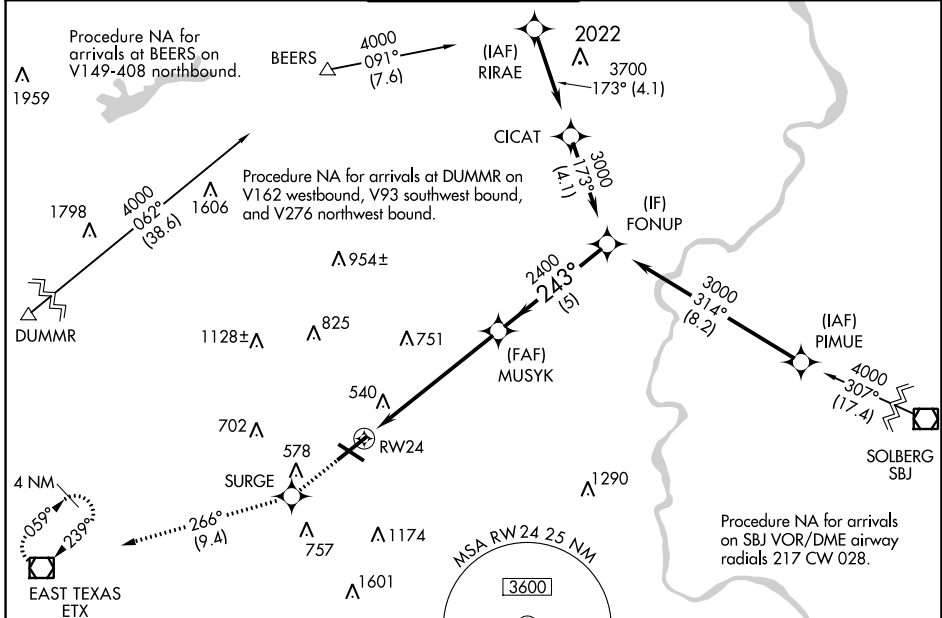 Procedure NA for
arrivals at BEERS on
V149-408 northbound.
1959
BEERS
4000
091°
(7.6)
(IAF)
RIRAE
2022
3700
173° (4.1)
CICAT
3000
173°
(4.1)
4000
062°
(38.6)
1798
1606
Procedure NA for arrivals at DUMMR on
V162 westbound, V93 southwest bound,
and V276 northwest bound.
(IF)
FONUP
954±
2400
243°
(5)
3000
314°
(8.2)
DUMMR
1128±
825
751
(FAF)
MUSYK
(IAF)
PIMUE
4000
307°
(17.4)
540
702
RW24
SOLBERG
SBJ
578
SURGE
4 NM
059°
239°
266°
(9.4)
1290
757
1174
Procedure NA for arrivals
on SBJ VOR/DME airway
radials 217 CW 028.
MSA RW24 25 NM
3600
1601
EAST TEXAS
ETX